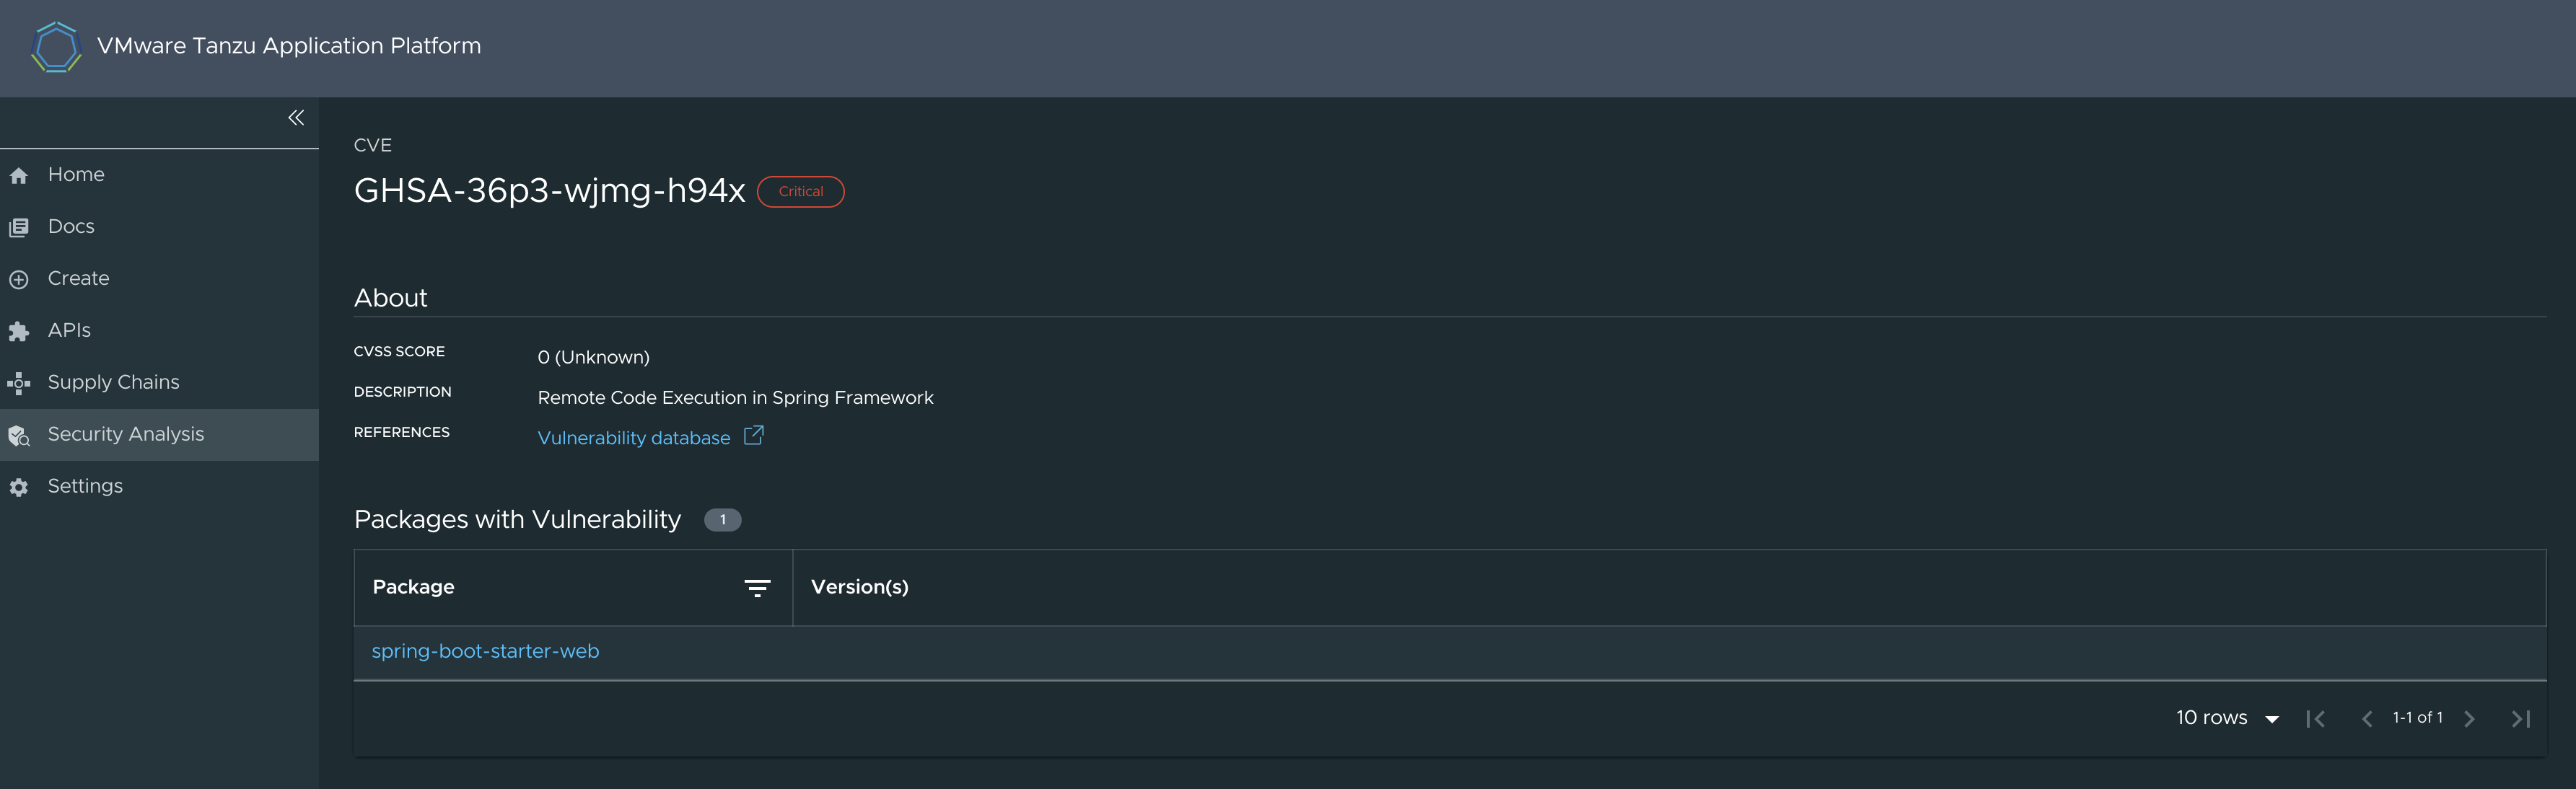 VMware Tanzu Application Platform
Home
Docs
Create
APIs
Supply Chains
Security Analysis
Settings
CVE
GHSA-36p3-wjmg-h94x Critical
About
CVSS SCORE 0 (Unknown)
DESCRIPTION Remote Code Execution in Spring Framework
REFERENCES Vulnerability database
Packages with Vulnerability 1
Package Version(s)
spring-boot-starter-web
10 rows 1-1 of 1